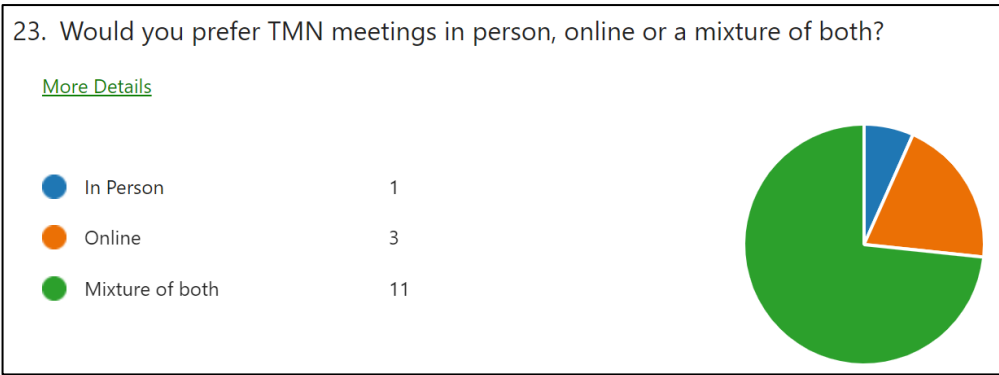 23. Would you prefer TMN meetings in person, online or a mixture of both?
More Details
In Person 1
Online 3
Mixture of both 11